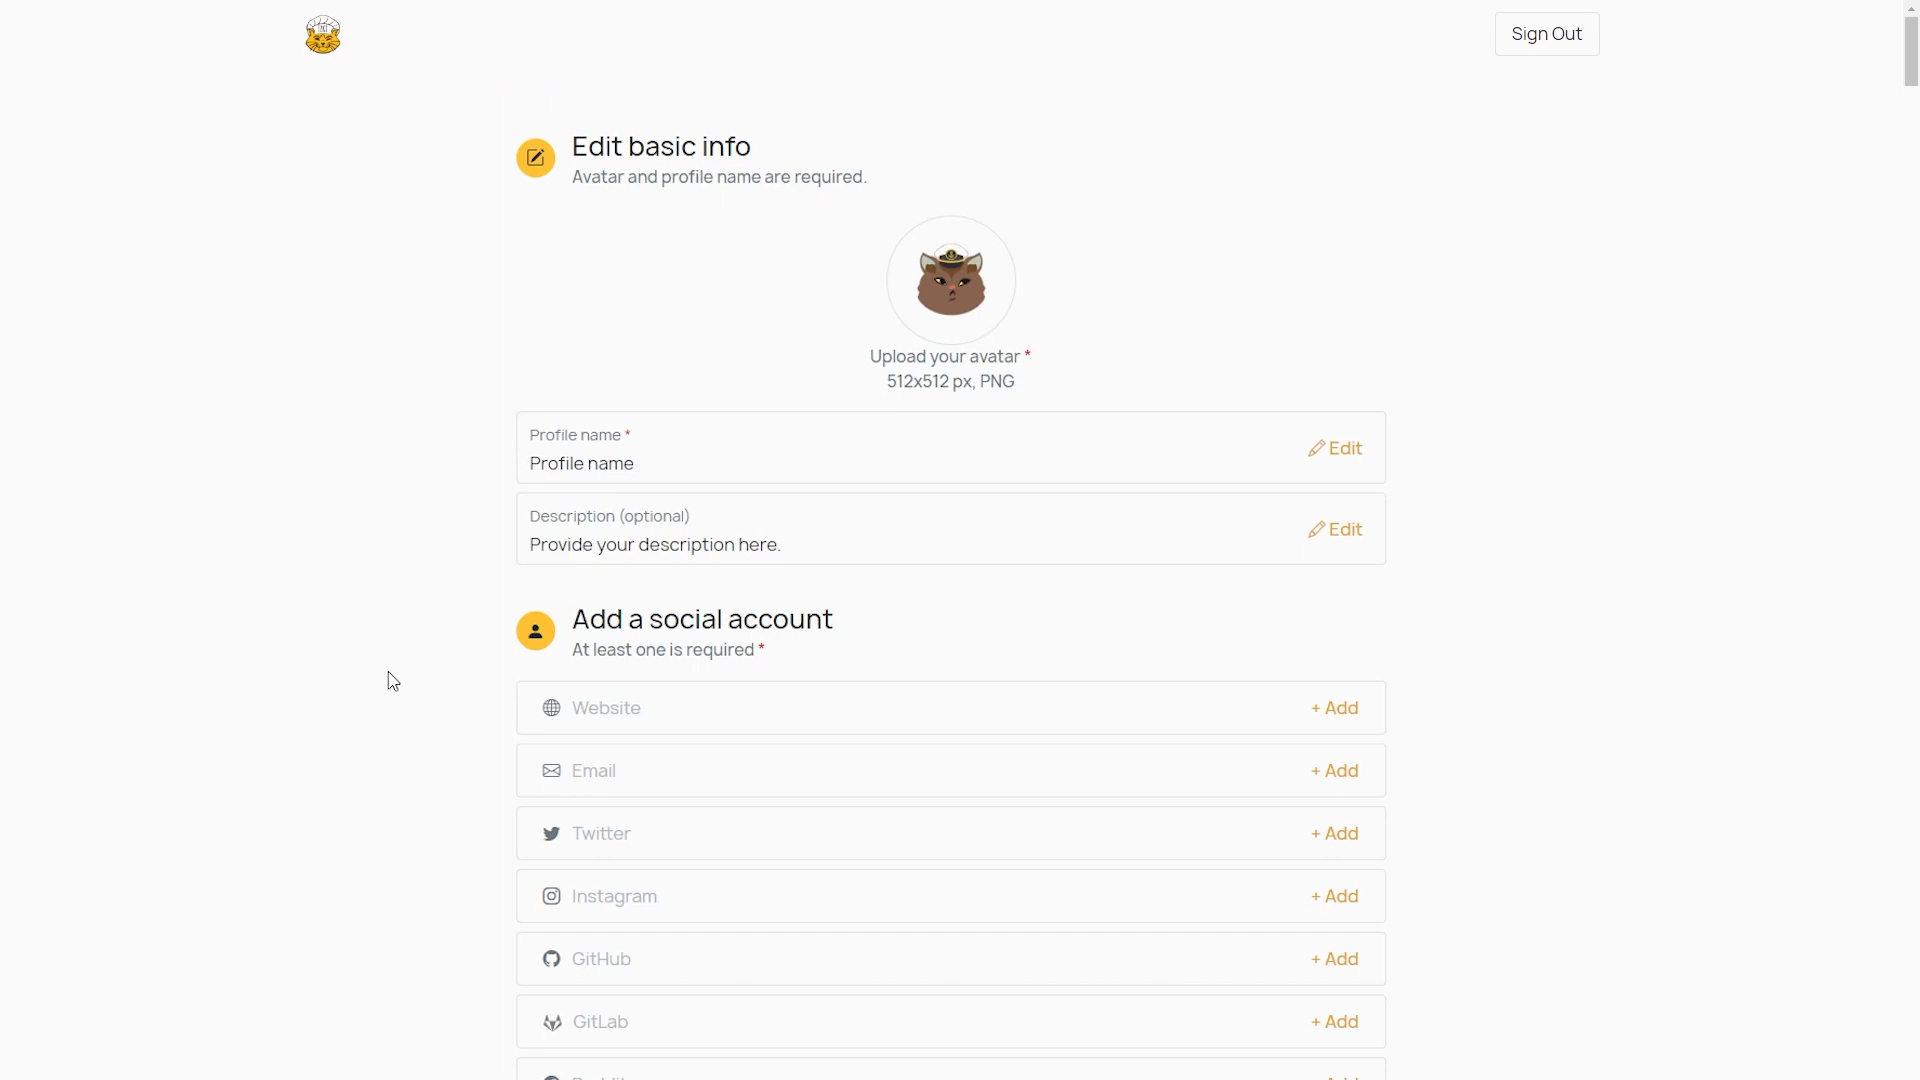 Sign Out
Edit basic info
Avatar and profile name are required.
Upload your avatar *
512x512 px, PNG
Profile name *
Profile name
Edit
Description (optional)
Provide your description here.
Edit
Add a social account
At least one is required *
Website + Add
Email + Add
Twitter + Add
Instagram + Add
GitHub + Add
GitLab + Add